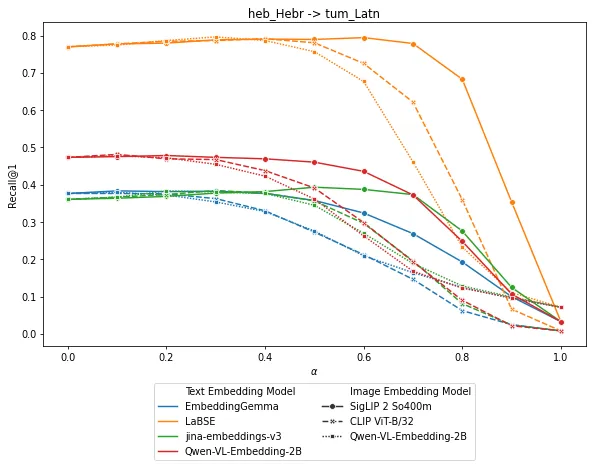 heb_Hebr -> tum_Latn
Recall@1
0.8
0.7
0.6
0.5
0.4
0.3
0.2
0.1
0.0
0.0 0.2 0.4 0.6 0.8 1.0
α
Text Embedding Model Image Embedding Model
EmbeddingGemma SigLIP 2 So400m
LaBSE CLIP ViT-B/32
jina-embeddings-v3 Qwen-VL-Embedding-2B
Qwen-VL-Embedding-2B